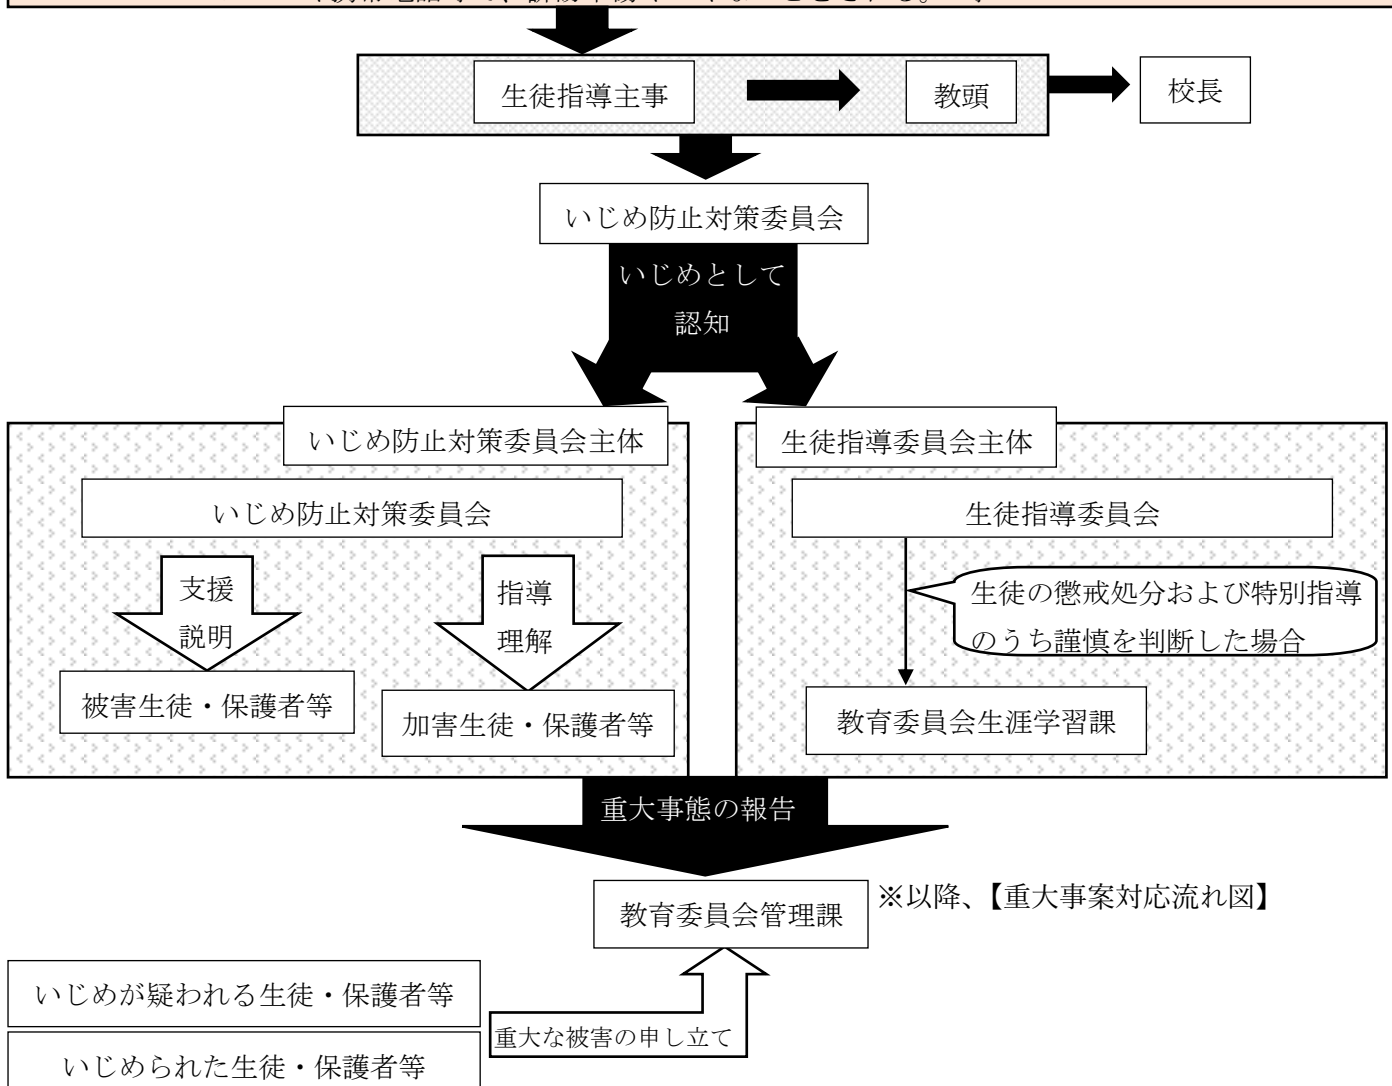 生徒指導主事
教頭
校長
いじめ防止対策委員会
いじめとして
認知
いじめ防止対策委員会主体
生徒指導委員会主体
いじめ防止対策委員会
生徒指導委員会
支援
説明
指導
理解
生徒の懲戒処分および特別指導
のうち謹慎を判断した場合
被害生徒・保護者等
加害生徒・保護者等
教育委員会生涯学習課
重大事態の報告
教育委員会管理課
※以降、【重大事案対応流れ図】
いじめが疑われる生徒・保護者等
重大な被害の申し立て
いじめられた生徒・保護者等